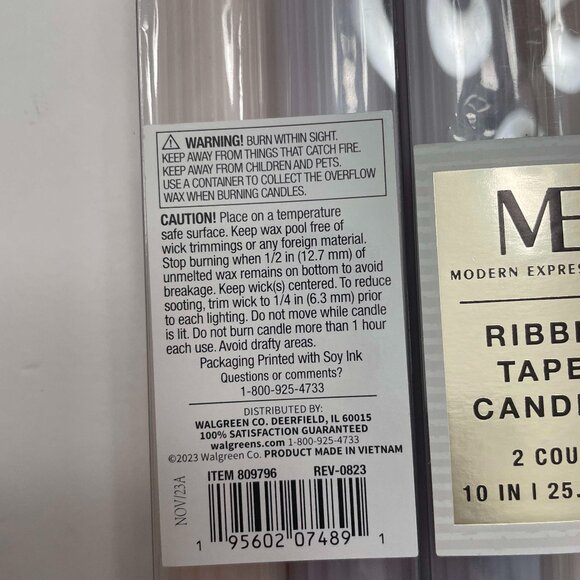 ⚠ WARNING! BURN WITHIN SIGHT.
KEEP AWAY FROM THINGS THAT CATCH FIRE.
KEEP AWAY FROM CHILDREN AND PETS.
USE A CONTAINER TO COLLECT THE OVERFLOW
WAX WHEN BURNING CANDLES.
CAUTION! Place on a temperature
safe surface. Keep wax pool free of
wick trimmings or any foreign material.
Stop burning when 1/2 in (12.7 mm) of
unmelted wax remains on bottom to avoid
breakage. Keep wick(s) centered. To reduce
sooting, trim wick to 1/4 in (6.3 mm) prior
to each lighting. Do not move while candle
is lit. Do not burn candle more than 1 hour
each use. Avoid drafty areas.
Packaging Printed with Soy Ink
Questions or comments?
1-800-925-4733
DISTRIBUTED BY:
WALGREEN CO. DEERFIELD, IL 60015
100% SATISFACTION GUARANTEED
walgreens.com 1-800-925-4733
©2023 Walgreen Co. PRODUCT MADE IN VIETNAM
ITEM 809796 REV-0823
NOV/23A
1 95602 07489 1
ME
MODERN EXPRES
RIBBE
TAPE
CANDL
2 COU
10 IN | 25.